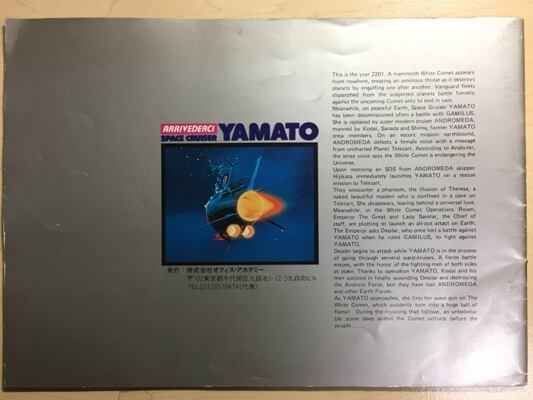 ARRIVEDERCI
SPACE CRUISER YAMATO
発行：株式会社オフィス・アカデミー
〒102東京都千代田区九段北1-12-3九段北ビル
TEL.03(265)9474(代表)
This is the year 2201. A mammoth White Comet appears
from nowhere, creating an ominous threat as it destroys
planets by engulfing one after another. Vanguard fleets
dispatched from the subjected planets battle fiercely
against the oncoming Comet only to end in vain.
Meanwhile, on peaceful Earth, Space Cruiser YAMATO
has been decommissioned often a battle with GAMILUS.
She is replaced by super modern cruiser ANDROMEDA,
manned by Kodai, Sanada and Shima, former YAMATO
crew members. On an escort mission earthbound,
ANDROMEDA defects a female voice with a message
from uncharted Planet Telezart. According to Analyzer,
the tense voice says the White Comet is endangering the
Universe.
Upon receiving an SOS from ANDROMEDA skipper
Hijikata immediately launches YAMATO on a rescue
mission to Telezart.
They encounter a phantom, the illusion of Theresa, a
naked beautiful maiden who is confined in a cave on
Telezart. She disappears, leaving behind a universal love.
Meanwhile, in the White Comet Operations Room,
Emperor The Great and Lady Savelar, the Chief of
staff, are plotting to launch an all-out attack on Earth.
The Emperor asks Dessler, who once lost a battle against
YAMATO when he ruled GAMILUS, to fight against
YAMATO.
Dessler begins to attack while YAMATO is in the process
of going through serveral warp-cruises. A fierce battle
ensues, with the honor of the fighting men of both sides
at stake. Thanks to operation YAMATO, Kodai and his
men succeed in fatally wounding Dessler and destroying
the Android Force, but they have lost ANDROMEDA
and other Earth Forces.
As YAMATO approaches, she fires her wave gun on The
White Comet, which suddenly turn into a huge ball of
flame! During the moaning that follows, an unbelieva-
ble scene deep within the Comet unfolds before the
people . . . .